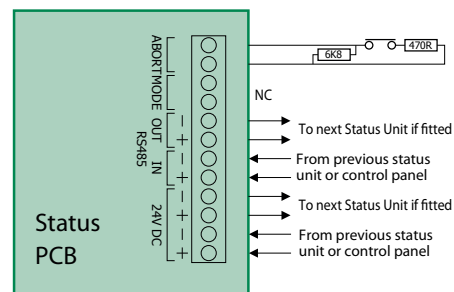 ABORT
MODE
OUT
RS485
IN
24V DC
− + − + − + − +
6K8
470R
NC
To next Status Unit if fitted
From previous status
unit or control panel
To next Status Unit if fitted
From previous status
unit or control panel
Status
PCB